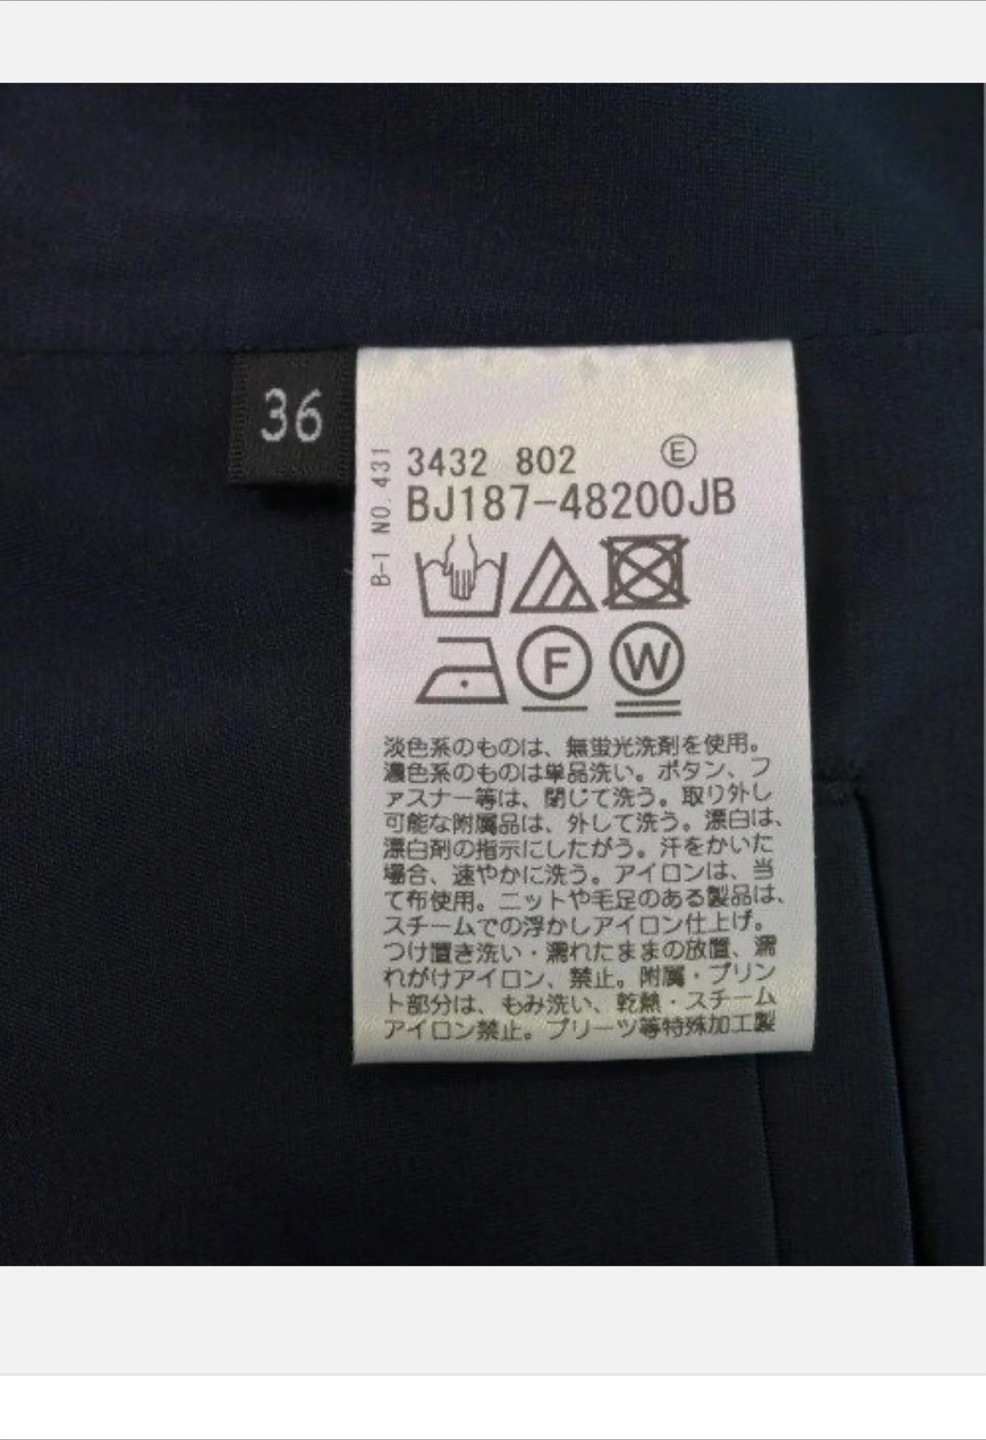 36
B-1 NO.431
3432 802 Ⓔ
BJ187-48200JB
F W
淡色系のものは、無蛍光洗剤を使用。
濃色系のものは単品洗い。ボタン、フ
ァスナー等は、閉じて洗う。取り外し
可能な附属品は、外して洗う。漂白は、
漂白剤の指示にしたがう。汗をかいた
場合、速やかに洗う。アイロンは、当
て布使用。ニットや毛足のある製品は、
スチームでの浮かしアイロン仕上げ。
つけ置き洗い・濡れたままの放置、濡
れがけアイロン、禁止。附属・プリン
ト部分は、もみ洗い、乾熱・スチーム
アイロン禁止。プリーツ等特殊加工製